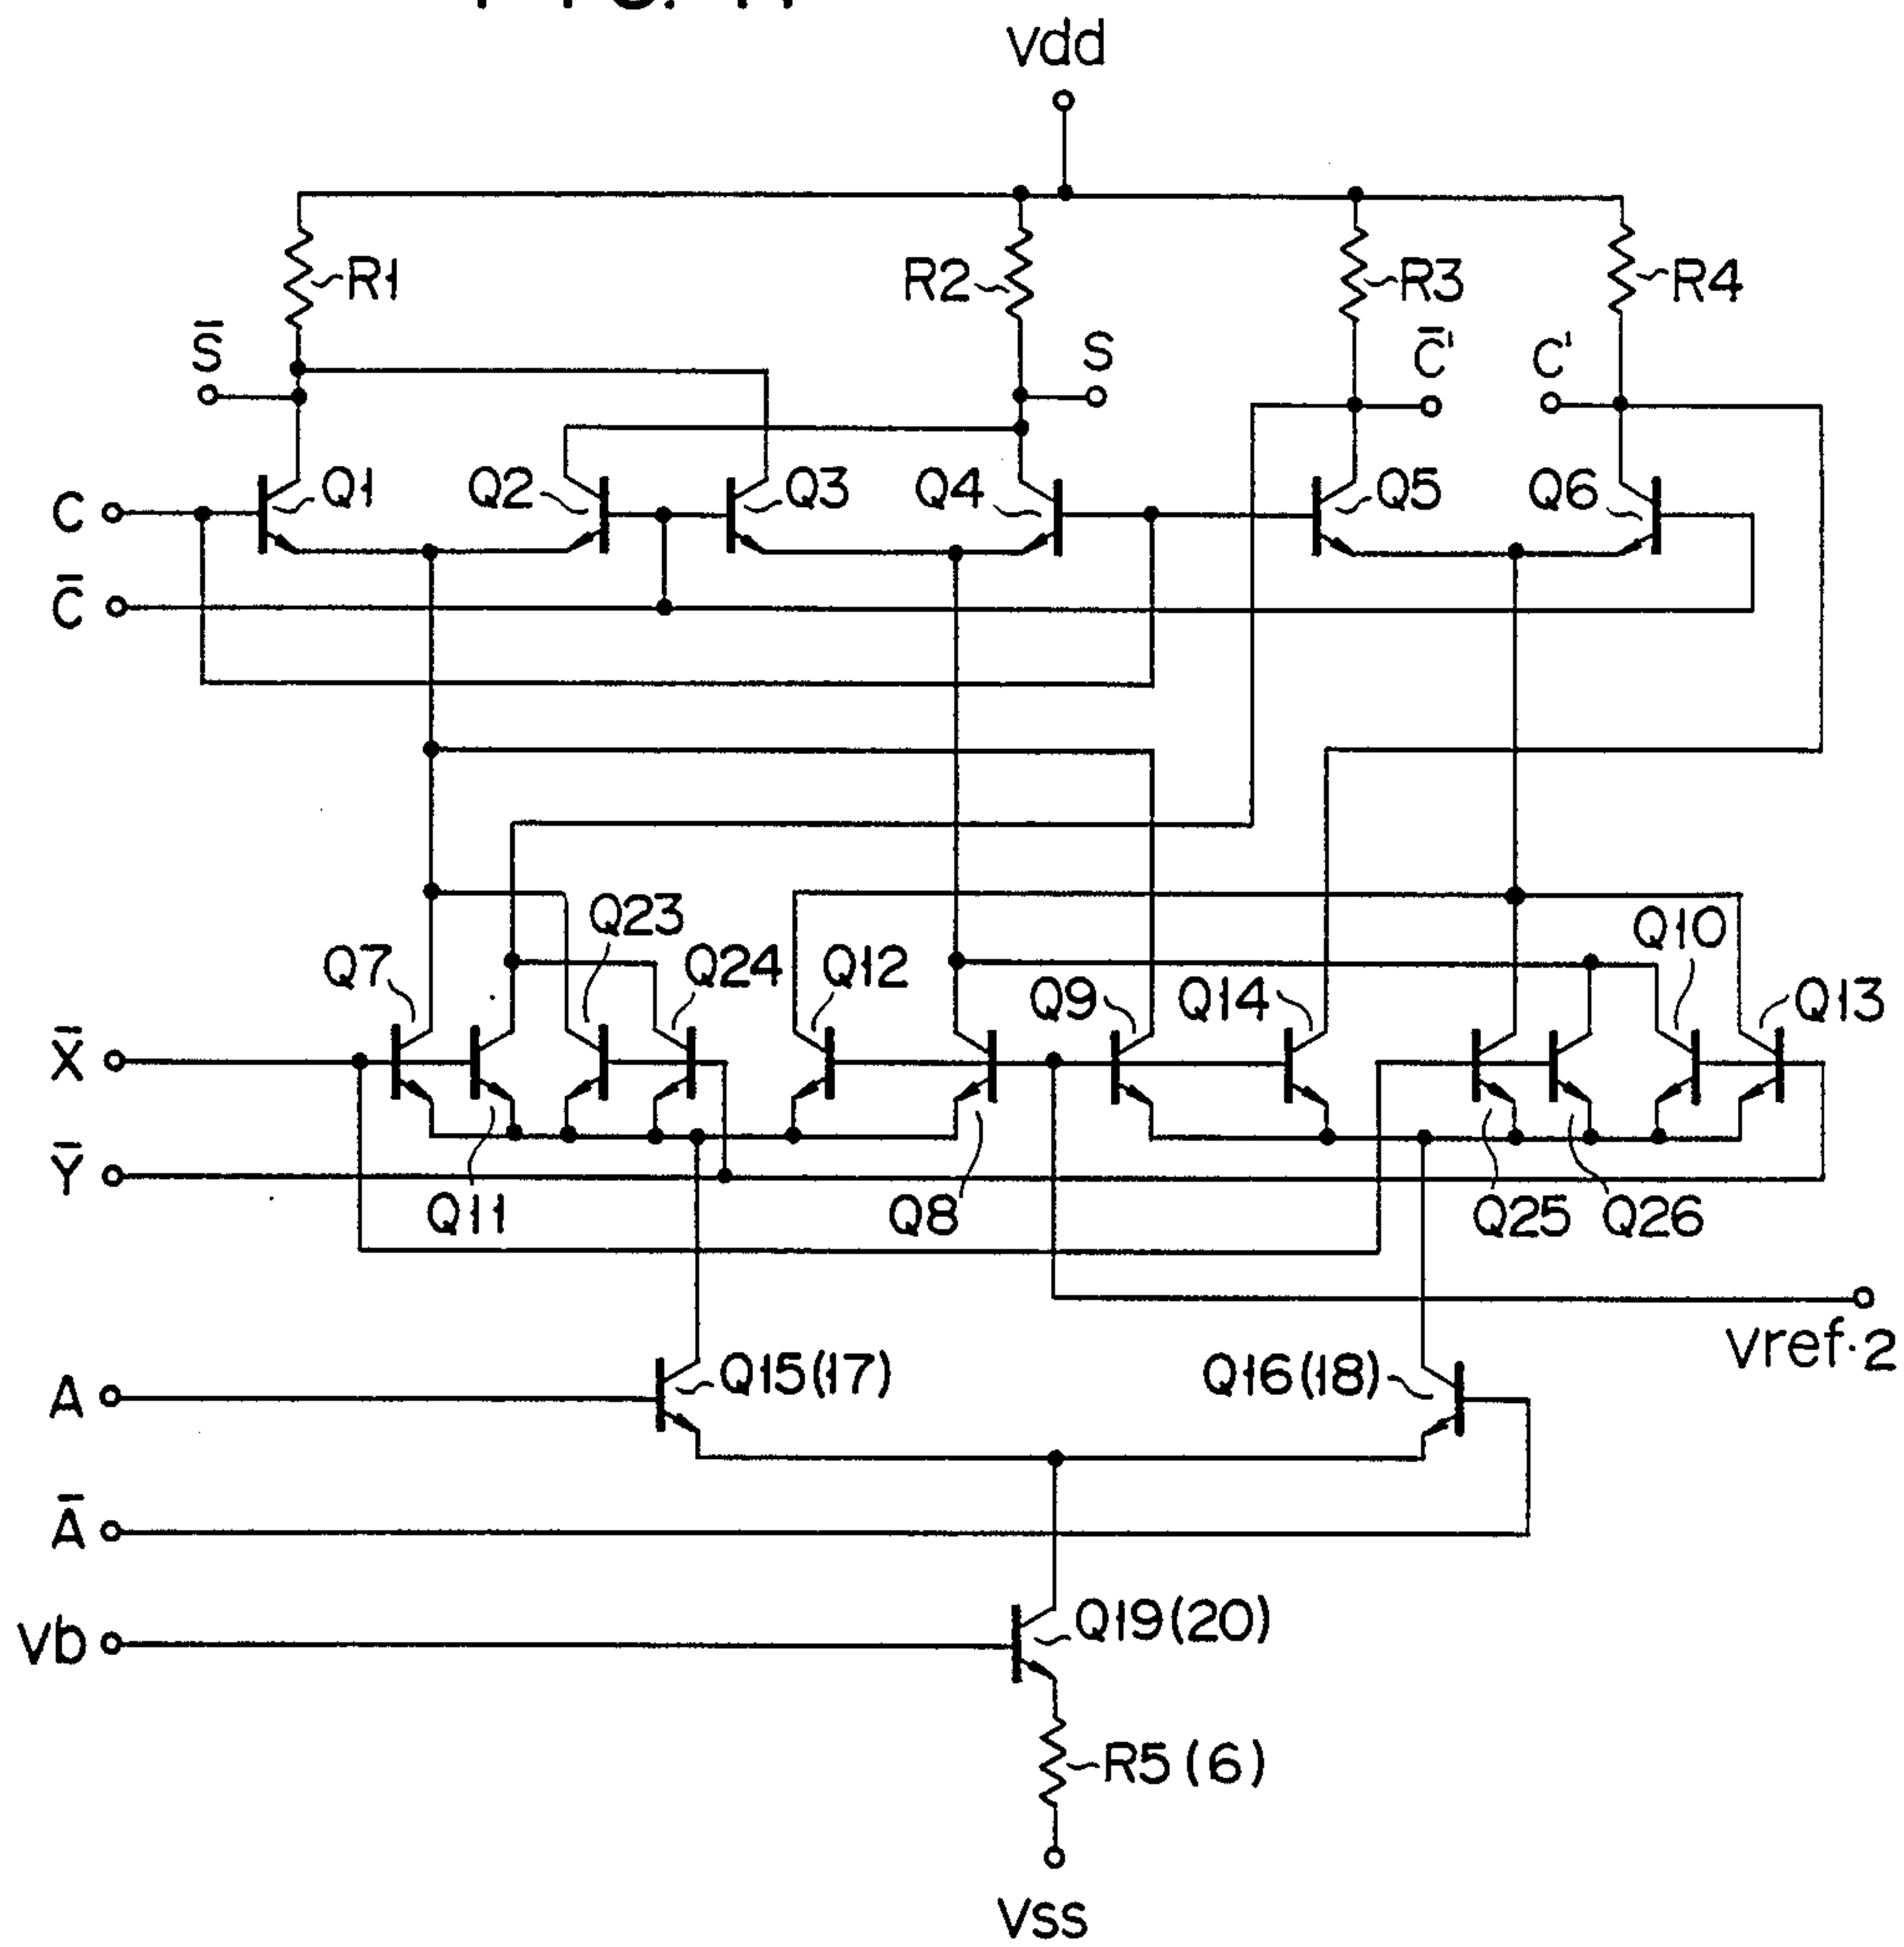 Vdd
R1
R2
R3
R4
S̅
S
C̅'
C'
C
Q1
Q2
Q3
Q4
Q5
Q6
C̅
Q7
Q23
Q24
Q12
Q9
Q14
Q10
Q13
X̅
Y̅
Q11
Q8
Q25
Q26
Vref·2
A
Q15(17)
Q16(18)
A̅
Vb
Q19(20)
R5(6)
Vss